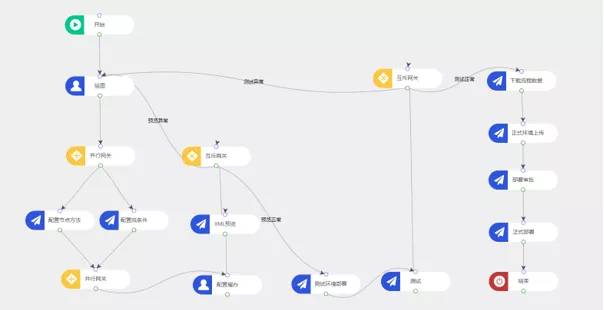 开始
测试异常
互斥网关
测试正常
下载流程数据
绘图
预览异常
正式环境上传
并行网关
互斥网关
部署审批
配置节点方法
配置流条件
XML预览
预览正常
正式部署
并行网关
配置催办
测试环境部署
测试
结束